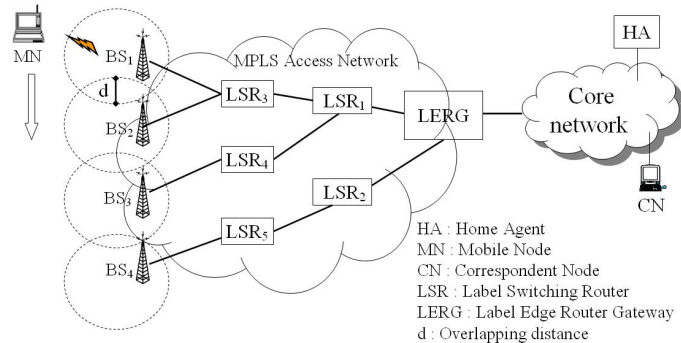 MN
BS1
d
BS2
BS3
BS4
MPLS Access Network
LSR3
LSR1
LERG
LSR4
LSR2
LSR5
HA
Core
network
CN
HA : Home Agent
MN : Mobile Node
CN : Correspondent Node
LSR : Label Switching Router
LERG : Label Edge Router Gateway
d : Overlapping distance